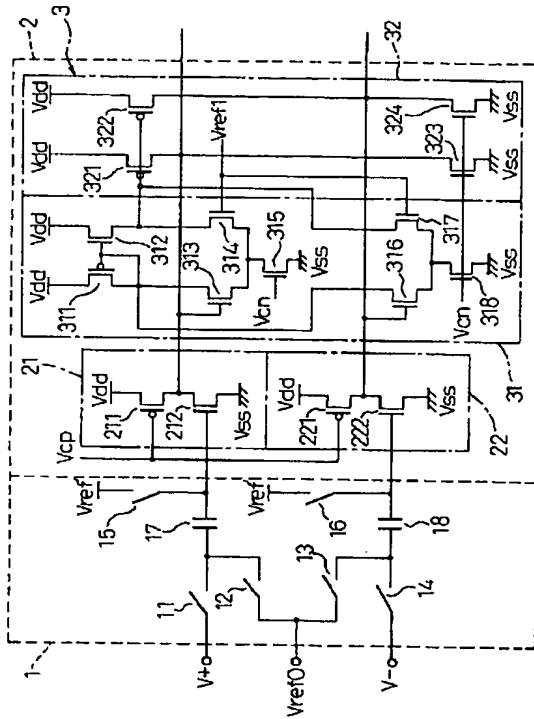 2
3
Vdd
Vdd
322
321
32
Vdd
Vdd
312
311
Vref1
314
313
315
Vcn
Vss
317
316
318
Vcn
Vss
324
323
Vss
Vss
31
21
Vdd
Vcp
211
212
Vss
Vdd
221
222
Vss
22
1
Vref
15
17
Vref
16
18
11
12
13
14
V+
Vref0
V-